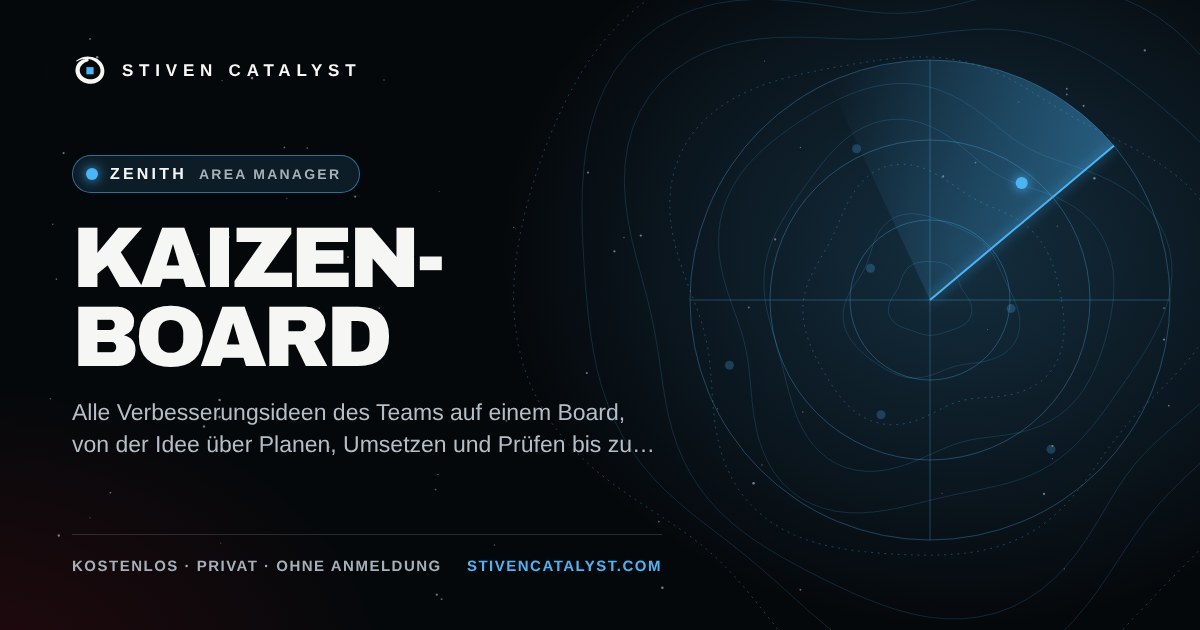 STIVEN CATALYST
ZENITH AREA MANAGER
KAIZEN-
BOARD
Alle Verbesserungsideen des Teams auf einem Board,
von der Idee über Planen, Umsetzen und Prüfen bis zu…
KOSTENLOS · PRIVAT · OHNE ANMELDUNG STIVENCATALYST.COM